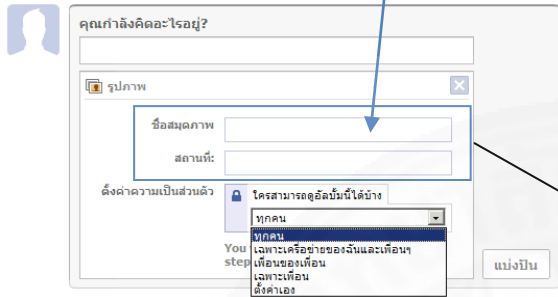 คุณกำลังคิดอะไรอยู่?
รูปภาพ
ชื่อสมุดภาพ
สถานที่:
ตั้งค่าความเป็นส่วนตัว
ใครสามารถดูอัลบั้มนี้ได้บ้าง
ทุกคน
ทุกคน
เฉพาะเครือข่ายของฉันและเพื่อนๆ
เพื่อนของเพื่อน
เฉพาะเพื่อน
ตั้งค่าเอง
You
step
แบ่งปัน